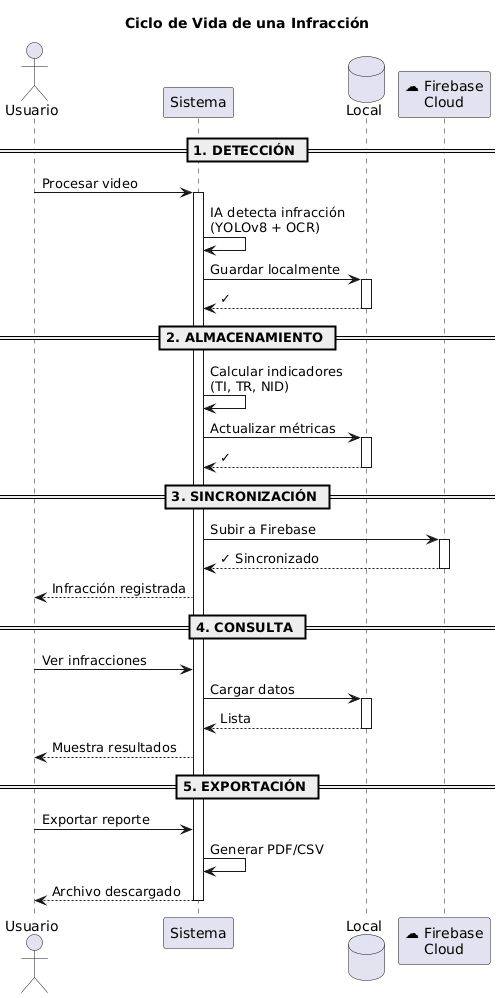 Ciclo de Vida de una Infracción
Usuario
Sistema
Local
☁ Firebase
Cloud
1. DETECCIÓN
Procesar video
IA detecta infracción
(YOLOv8 + OCR)
Guardar localmente
✓
2. ALMACENAMIENTO
Calcular indicadores
(TI, TR, NID)
Actualizar métricas
✓
3. SINCRONIZACIÓN
Subir a Firebase
✓ Sincronizado
Infracción registrada
4. CONSULTA
Ver infracciones
Cargar datos
Lista
Muestra resultados
5. EXPORTACIÓN
Exportar reporte
Generar PDF/CSV
Archivo descargado
Usuario
Sistema
Local
☁ Firebase
Cloud